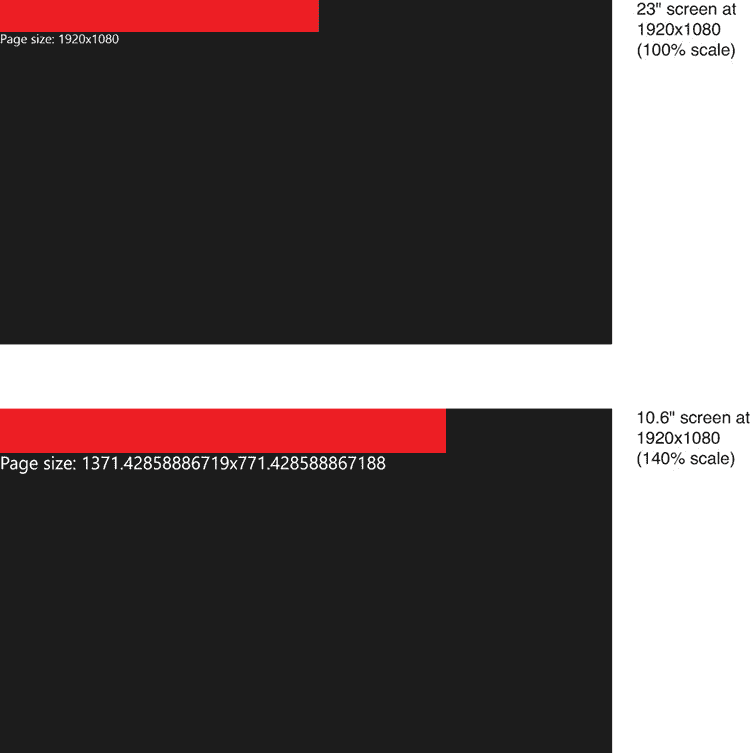 23" screen at
1920x1080
(100% scale)
Page size: 1920x1080
10.6" screen at
1920x1080
(140% scale)
Page size: 1371.42858886719x771.428588867188